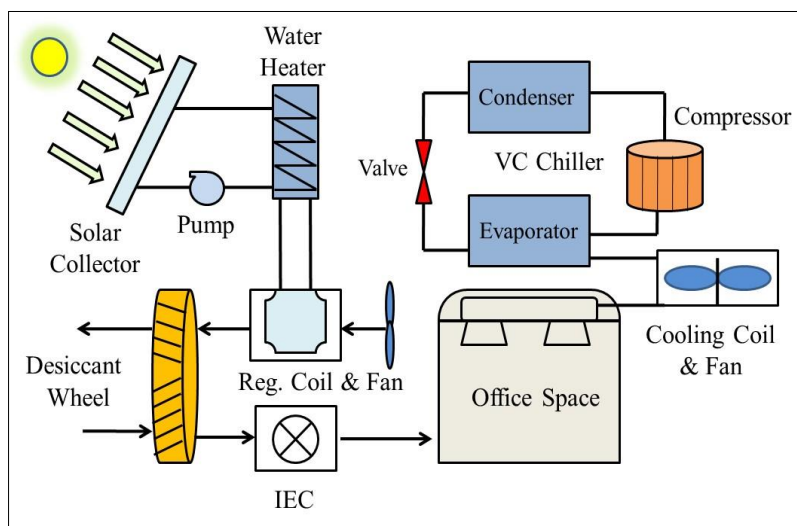 Water
Heater
Condenser
Compressor
Valve
VC Chiller
Pump
Evaporator
Solar
Collector
Cooling Coil
& Fan
Desiccant
Wheel
Reg. Coil & Fan
Office Space
IEC